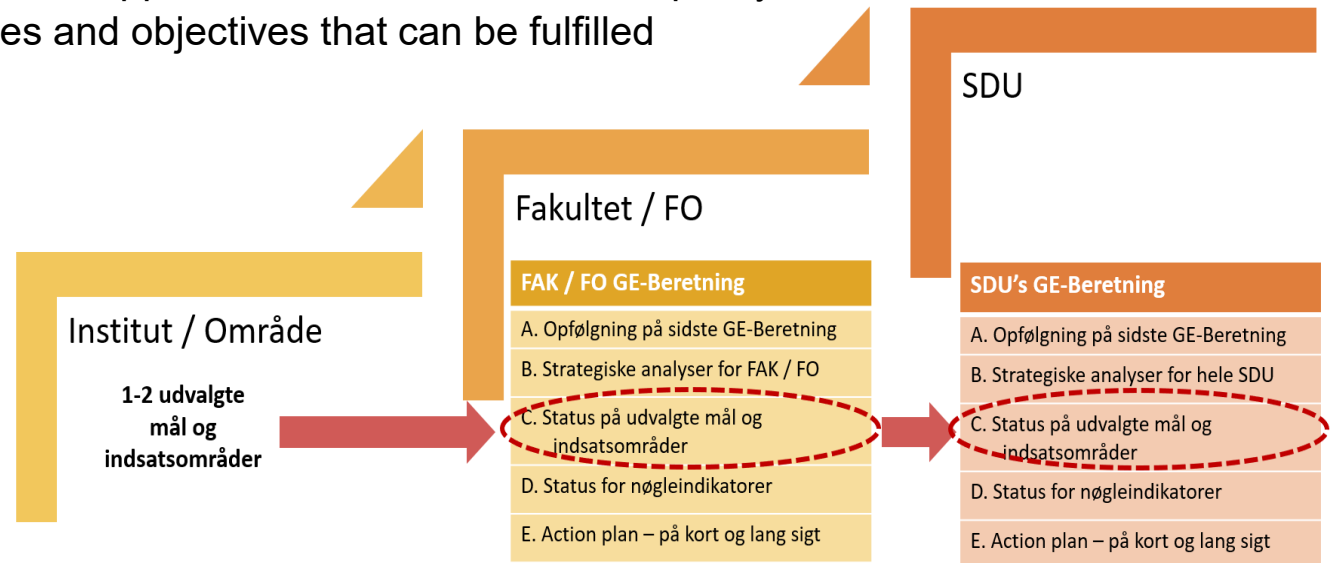 es and objectives that can be fulfilled
SDU
Fakultet / FO
Institut / Område
1-2 udvalgte
mål og
indsatsområder
FAK / FO GE-Beretning
A. Opfølgning på sidste GE-Beretning
B. Strategiske analyser for FAK / FO
C. Status på udvalgte mål og
indsatsområder
D. Status for nøgleindikatorer
E. Action plan – på kort og lang sigt
SDU's GE-Beretning
A. Opfølgning på sidste GE-Beretning
B. Strategiske analyser for hele SDU
C. Status på udvalgte mål og
indsatsområder
D. Status for nøgleindikatorer
E. Action plan – på kort og lang sigt